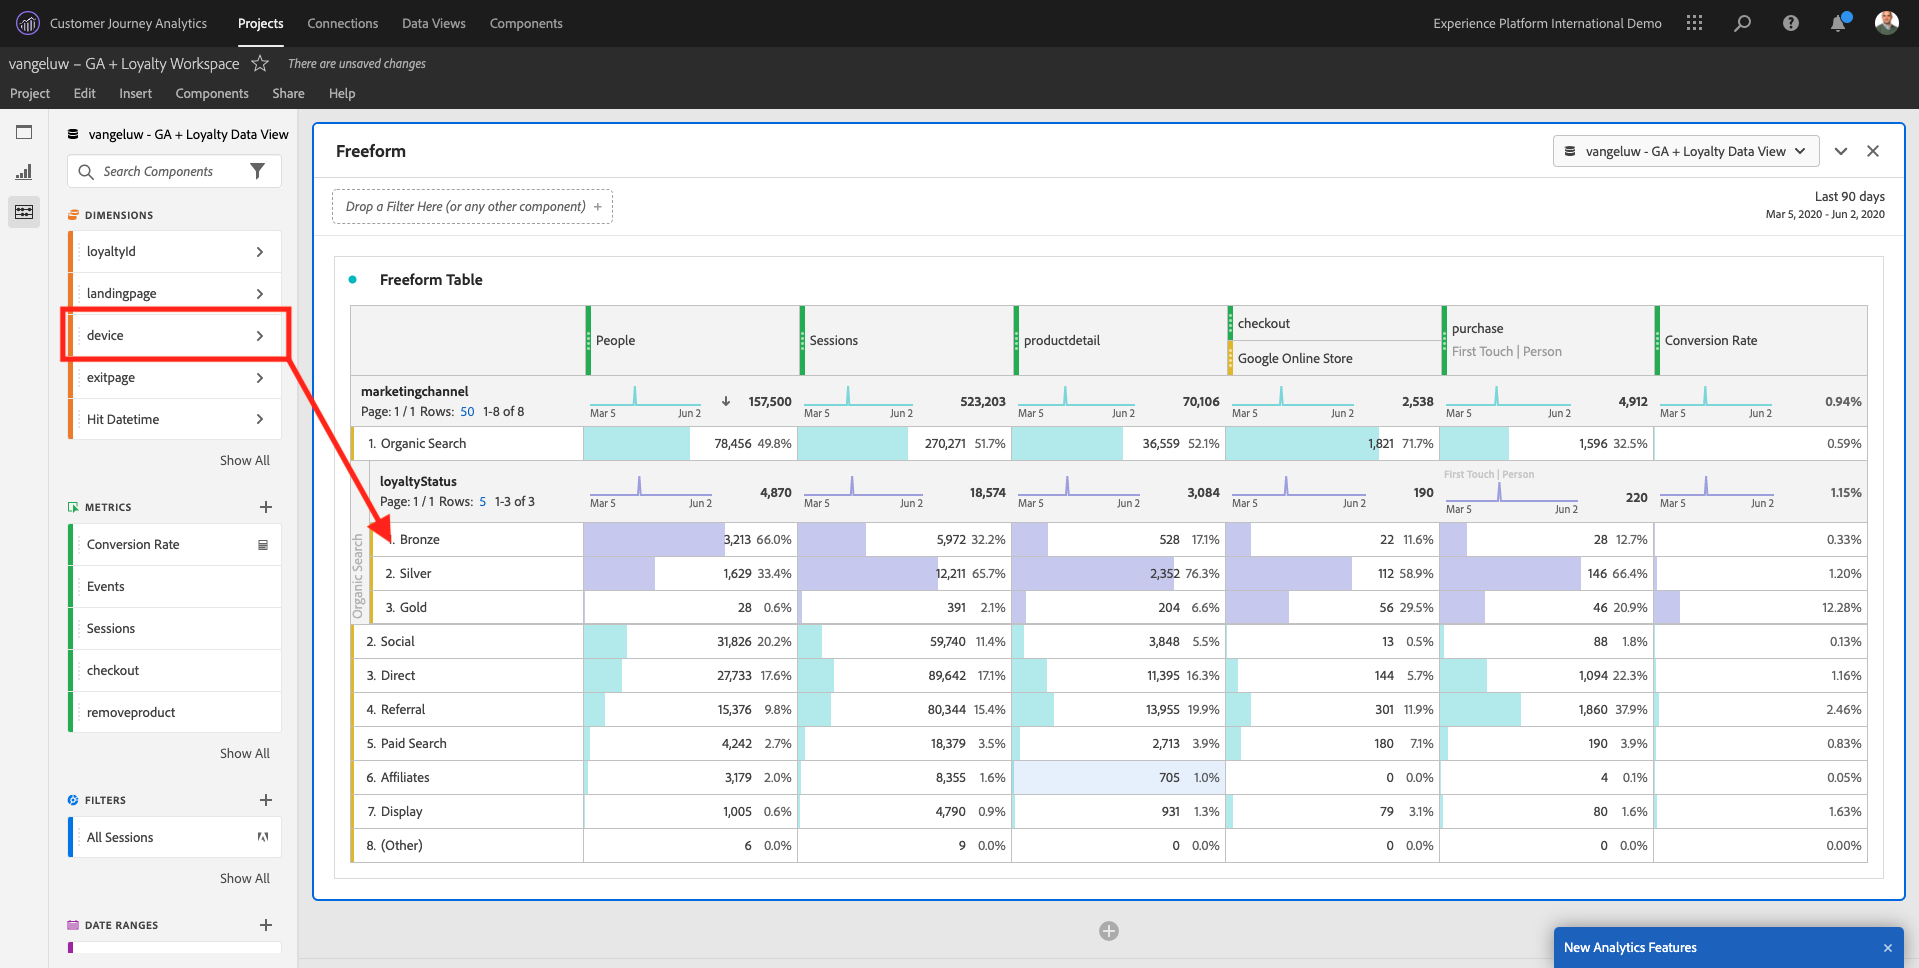 Customer Journey Analytics Projects Connections Data Views Components Experience Platform International Demo
vangeluw – GA + Loyalty Workspace There are unsaved changes
Project Edit Insert Components Share Help
vangeluw - GA + Loyalty Data View
Search Components
DIMENSIONS
loyaltyId
landingpage
device
exitpage
Hit Datetime
Show All
METRICS
Conversion Rate
Events
Sessions
checkout
removeproduct
Show All
FILTERS
All Sessions
Show All
DATE RANGES
Freeform vangeluw - GA + Loyalty Data View
Drop a Filter Here (or any other component) +
Last 90 days
Mar 5, 2020 - Jun 2, 2020
Freeform Table
People Sessions productdetail checkout purchase Conversion Rate
Google Online Store First Touch | Person
marketingchannel
Page: 1 / 1 Rows: 50 1-8 of 8
Mar 5 Jun 2 157,500 Mar 5 Jun 2 523,203 Mar 5 Jun 2 70,106 Mar 5 Jun 2 2,538 Mar 5 Jun 2 4,912 Mar 5 Jun 2 0.94%
1. Organic Search 78,456 49.8% 270,271 51.7% 36,559 52.1% 1,821 71.7% 1,596 32.5% 0.59%
Organic Search
loyaltyStatus
Page: 1 / 1 Rows: 5 1-3 of 3
First Touch | Person
Mar 5 Jun 2 4,870 Mar 5 Jun 2 18,574 Mar 5 Jun 2 3,084 Mar 5 Jun 2 190 Mar 5 Jun 2 220 Mar 5 Jun 2 1.15%
1. Bronze 3,213 66.0% 5,972 32.2% 528 17.1% 22 11.6% 28 12.7% 0.33%
2. Silver 1,629 33.4% 12,211 65.7% 2,352 76.3% 112 58.9% 146 66.4% 1.20%
3. Gold 28 0.6% 391 2.1% 204 6.6% 56 29.5% 46 20.9% 12.28%
2. Social 31,826 20.2% 59,740 11.4% 3,848 5.5% 13 0.5% 88 1.8% 0.13%
3. Direct 27,733 17.6% 89,642 17.1% 11,395 16.3% 144 5.7% 1,094 22.3% 1.16%
4. Referral 15,376 9.8% 80,344 15.4% 13,955 19.9% 301 11.9% 1,860 37.9% 2.46%
5. Paid Search 4,242 2.7% 18,379 3.5% 2,713 3.9% 180 7.1% 190 3.9% 0.83%
6. Affiliates 3,179 2.0% 8,355 1.6% 705 1.0% 0 0.0% 4 0.1% 0.05%
7. Display 1,005 0.6% 4,790 0.9% 931 1.3% 79 3.1% 80 1.6% 1.63%
8. (Other) 6 0.0% 9 0.0% 0 0.0% 0 0.0% 0 0.0% 0.00%
New Analytics Features